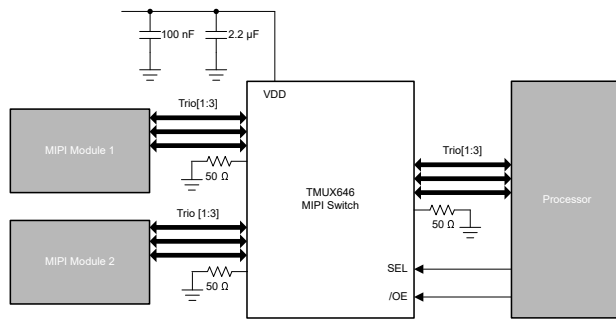 100 nF
2.2 µF
VDD
Trio[1:3]
MIPI Module 1
50 Ω
Trio[1:3]
TMUX646
MIPI Switch
Processor
Trio [1:3]
50 Ω
MIPI Module 2
SEL
50 Ω
/OE